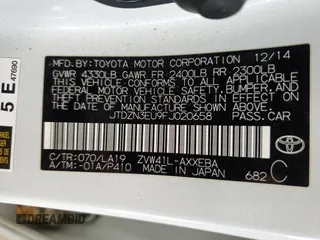 MFD.BY:TOYOTA MOTOR CORPORATION 12/14
GVWR 4330LB GAWR FR 2400LB RR 2300LB
THIS VEHICLE CONFORMS TO ALL APPLICABLE
FEDERAL MOTOR VEHICLE SAFETY, BUMPER, AND
THEFT PREVENTION STANDARDS IN EFFECT ON
THE DATE OF MANUFACTURE SHOWN ABOVE.
JTDZN3EU9FJ020658 PASS.CAR
C/TR:070/LA19 ZVW41L-AXXEBA
A/TM:-01A/P410 MADE IN JAPAN 682 C
TOYOTA
5 E 47690
DREAMBID